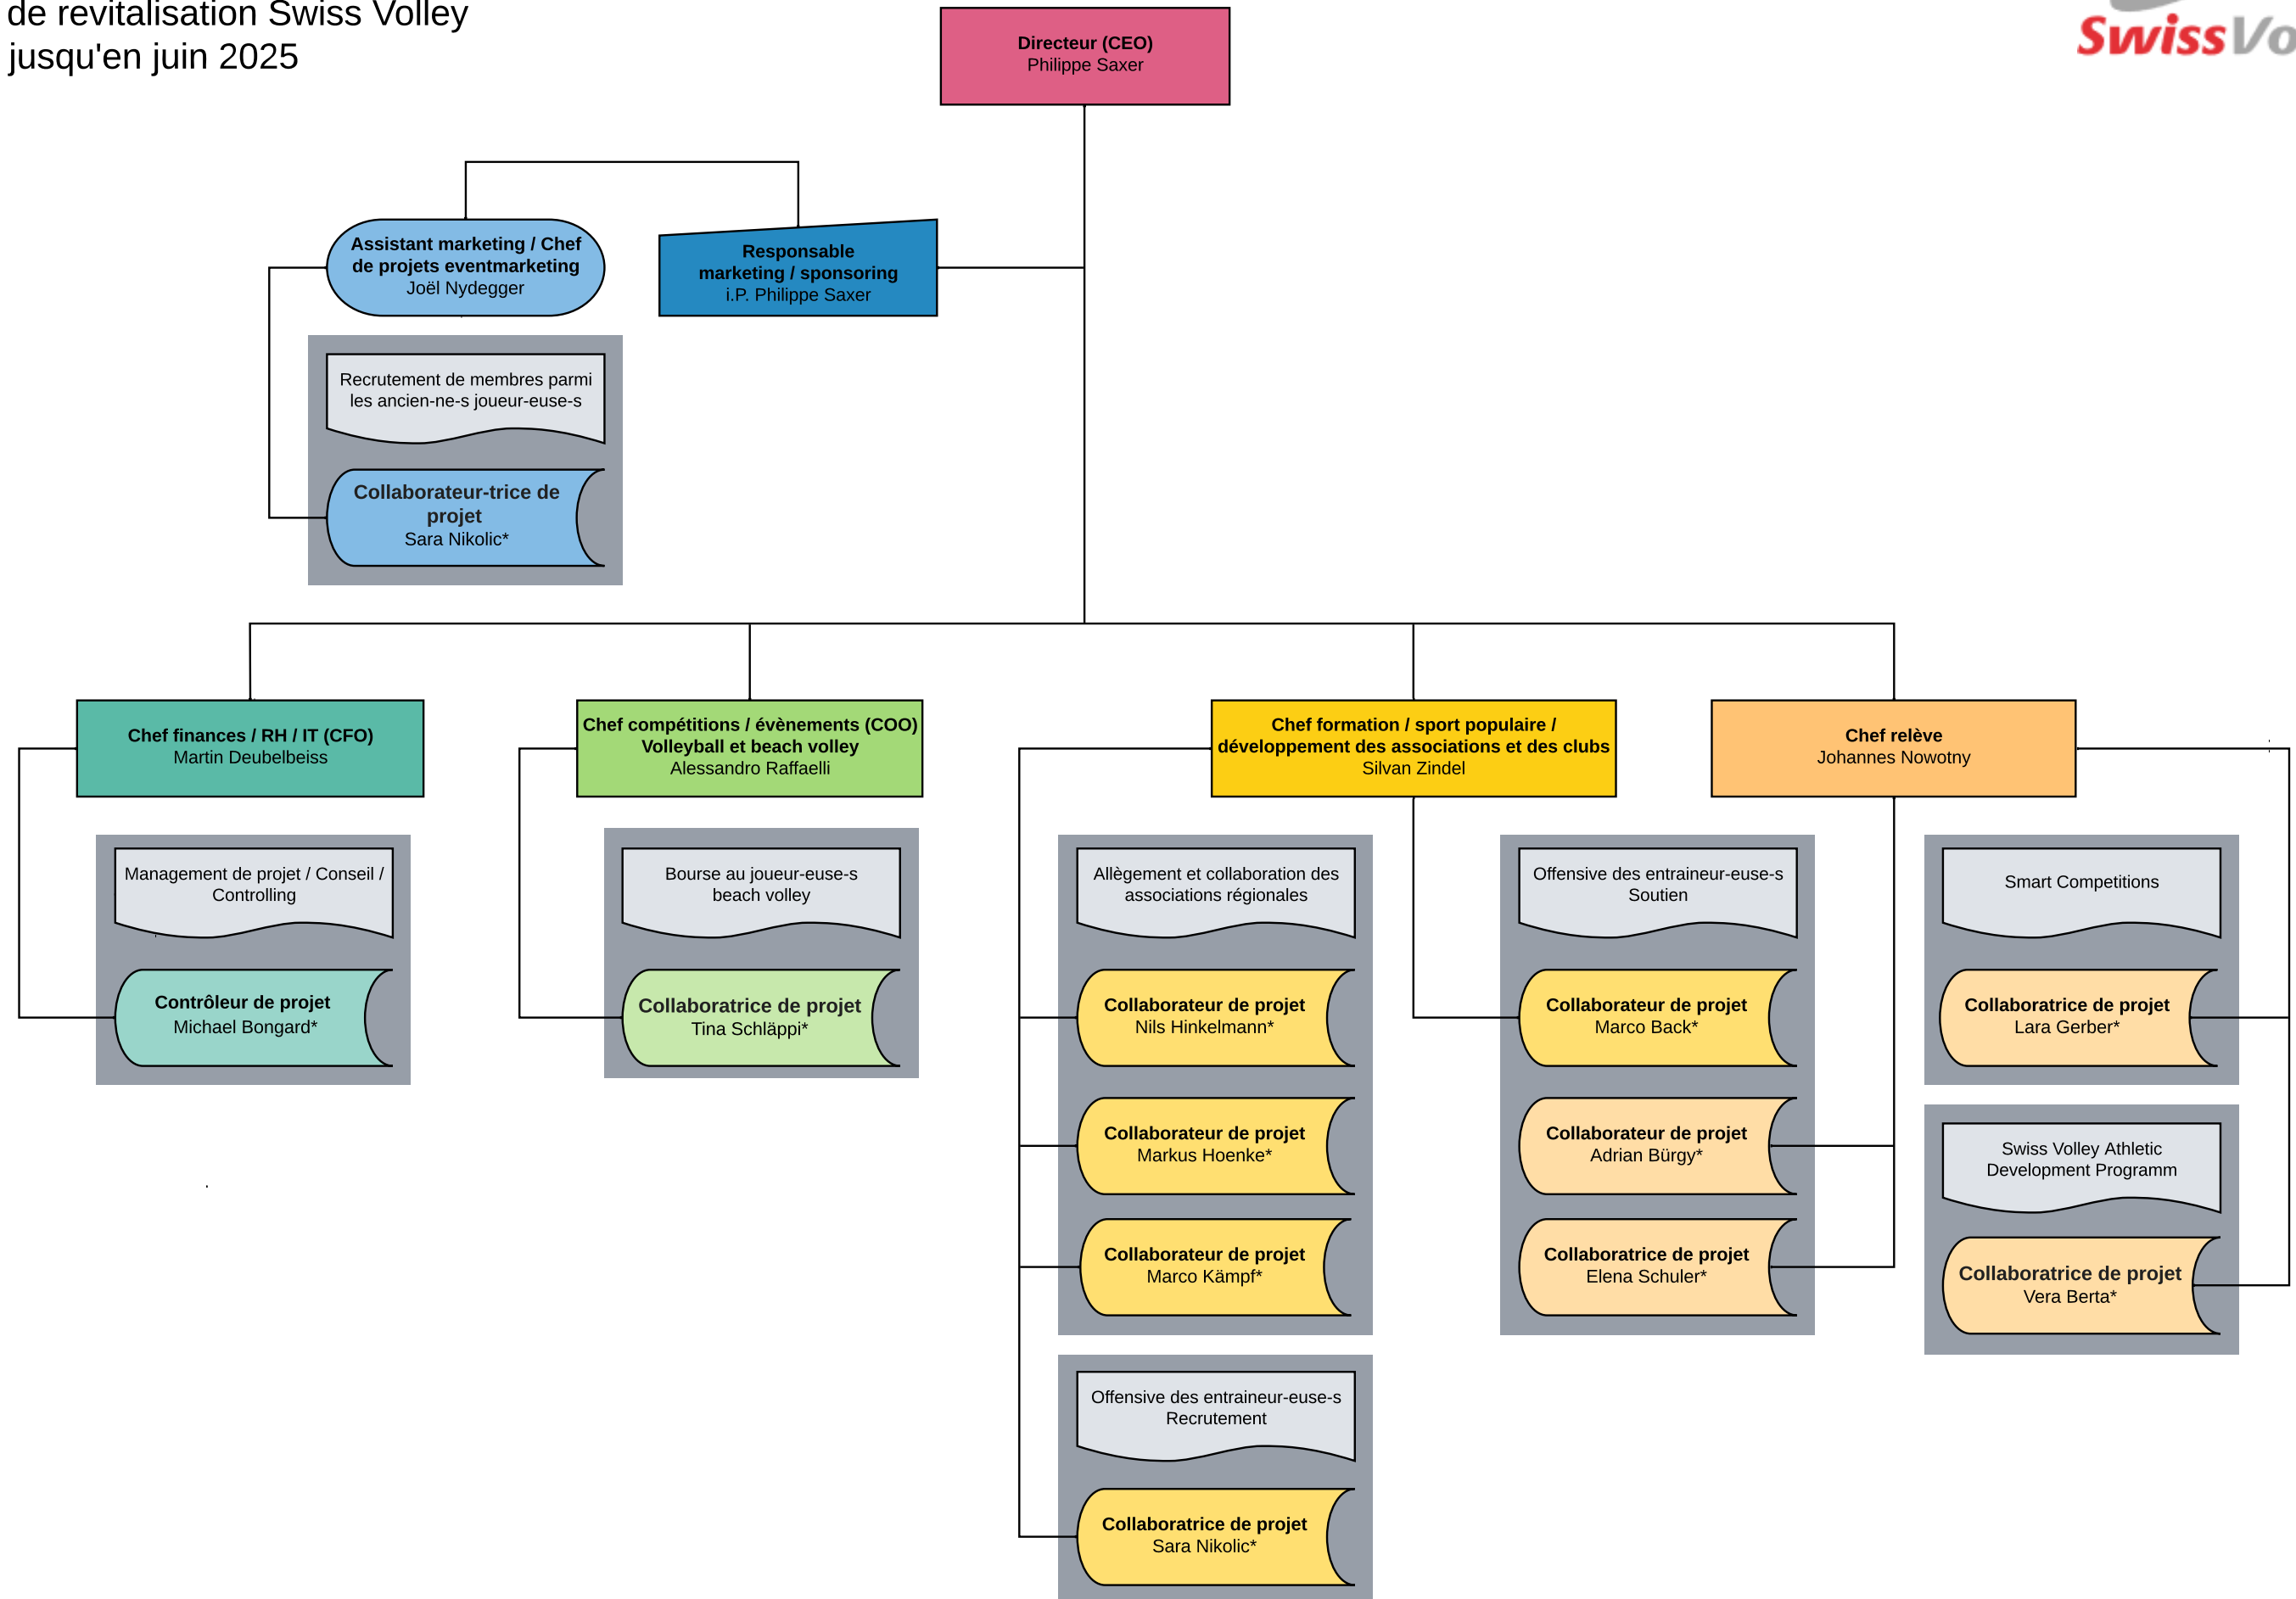 de revitalisation Swiss Volley
jusqu'en juin 2025
SwissVo
Directeur (CEO)
Philippe Saxer
Assistant marketing / Chef
de projets eventmarketing
Joël Nydegger
Responsable
marketing / sponsoring
i.P. Philippe Saxer
Recrutement de membres parmi
les ancien-ne-s joueur-euse-s
Collaborateur-trice de
projet
Sara Nikolic*
Chef finances / RH / IT (CFO)
Martin Deubelbeiss
Chef compétitions / évènements (COO)
Volleyball et beach volley
Alessandro Raffaelli
Chef formation / sport populaire /
développement des associations et des clubs
Silvan Zindel
Chef relève
Johannes Nowotny
Management de projet / Conseil /
Controlling
Contrôleur de projet
Michael Bongard*
Bourse au joueur-euse-s
beach volley
Collaboratrice de projet
Tina Schläppi*
Allègement et collaboration des
associations régionales
Collaborateur de projet
Nils Hinkelmann*
Collaborateur de projet
Markus Hoenke*
Collaborateur de projet
Marco Kämpf*
Offensive des entraineur-euse-s
Recrutement
Collaboratrice de projet
Sara Nikolic*
Offensive des entraineur-euse-s
Soutien
Collaborateur de projet
Marco Back*
Collaborateur de projet
Adrian Bürgy*
Collaboratrice de projet
Elena Schuler*
Smart Competitions
Collaboratrice de projet
Lara Gerber*
Swiss Volley Athletic
Development Programm
Collaboratrice de projet
Vera Berta*